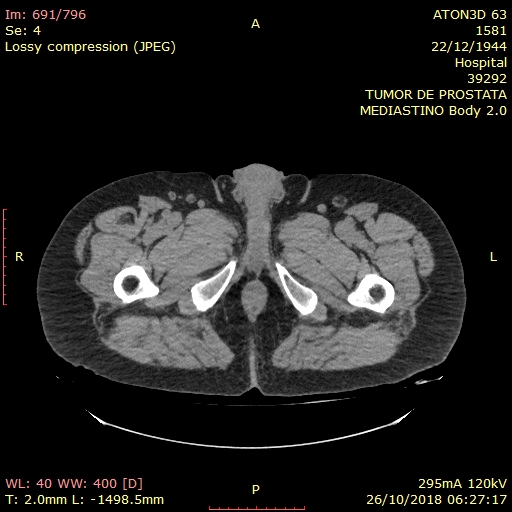 Im: 691/796
Se: 4
Lossy compression (JPEG)
A
ATON3D 63
1581
22/12/1944
Hospital
39292
TUMOR DE PROSTATA
MEDIASTINO Body 2.0
R
L
WL: 40 WW: 400 [D]
T: 2.0mm L: -1498.5mm
P
295mA 120kV
26/10/2018 06:27:17